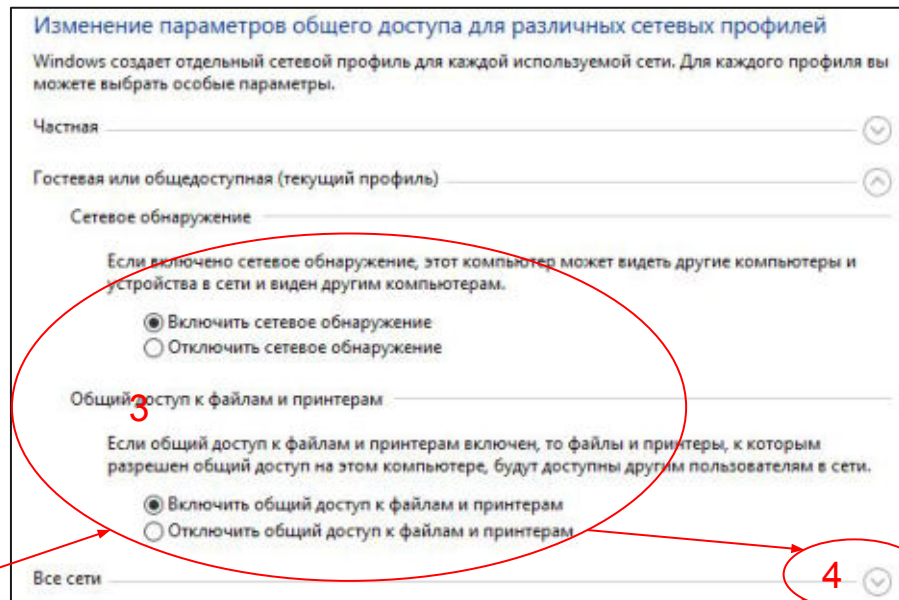 Изменение параметров общего доступа для различных сетевых профилей
Windows создает отдельный сетевой профиль для каждой используемой сети. Для каждого профиля вы
можете выбрать особые параметры.
Частная
Гостевая или общедоступная (текущий профиль)
Сетевое обнаружение
Если включено сетевое обнаружение, этот компьютер может видеть другие компьютеры и
устройства в сети и виден другим компьютерам.
Включить сетевое обнаружение
Отключить сетевое обнаружение
Общий доступ к файлам и принтерам
3
Если общий доступ к файлам и принтерам включен, то файлы и принтеры, к которым
разрешен общий доступ на этом компьютере, будут доступны другим пользователям в сети.
Включить общий доступ к файлам и принтерам
Отключить общий доступ к файлам и принтерам
Все сети
4